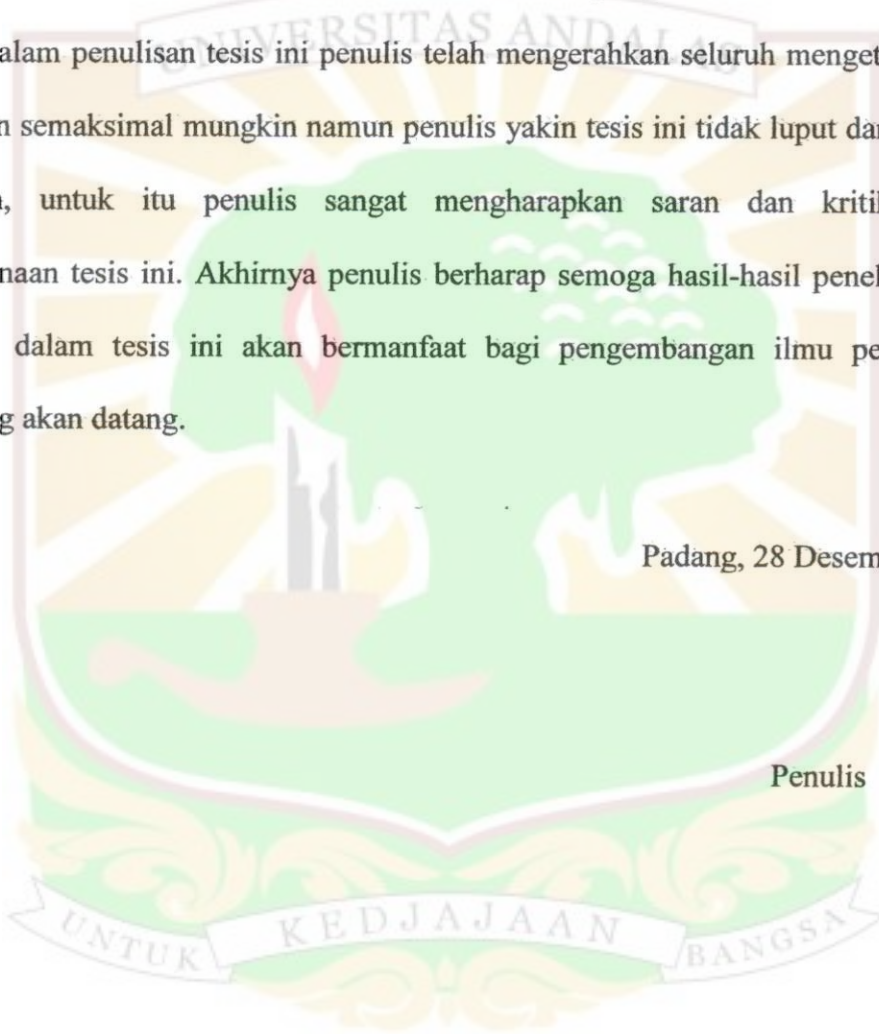 UNIVERSITAS ANDALAS
alam penulisan tesis ini penulis telah mengerahkan seluruh menget
n semaksimal mungkin namun penulis yakin tesis ini tidak luput dar
, untuk itu penulis sangat mengharapkan saran dan kritil
naan tesis ini. Akhirnya penulis berharap semoga hasil-hasil penel
dalam tesis ini akan bermanfaat bagi pengembangan ilmu pe
g akan datang.
Padang, 28 Desem
Penulis
UNTUK KEDJAJAAN BANGSA